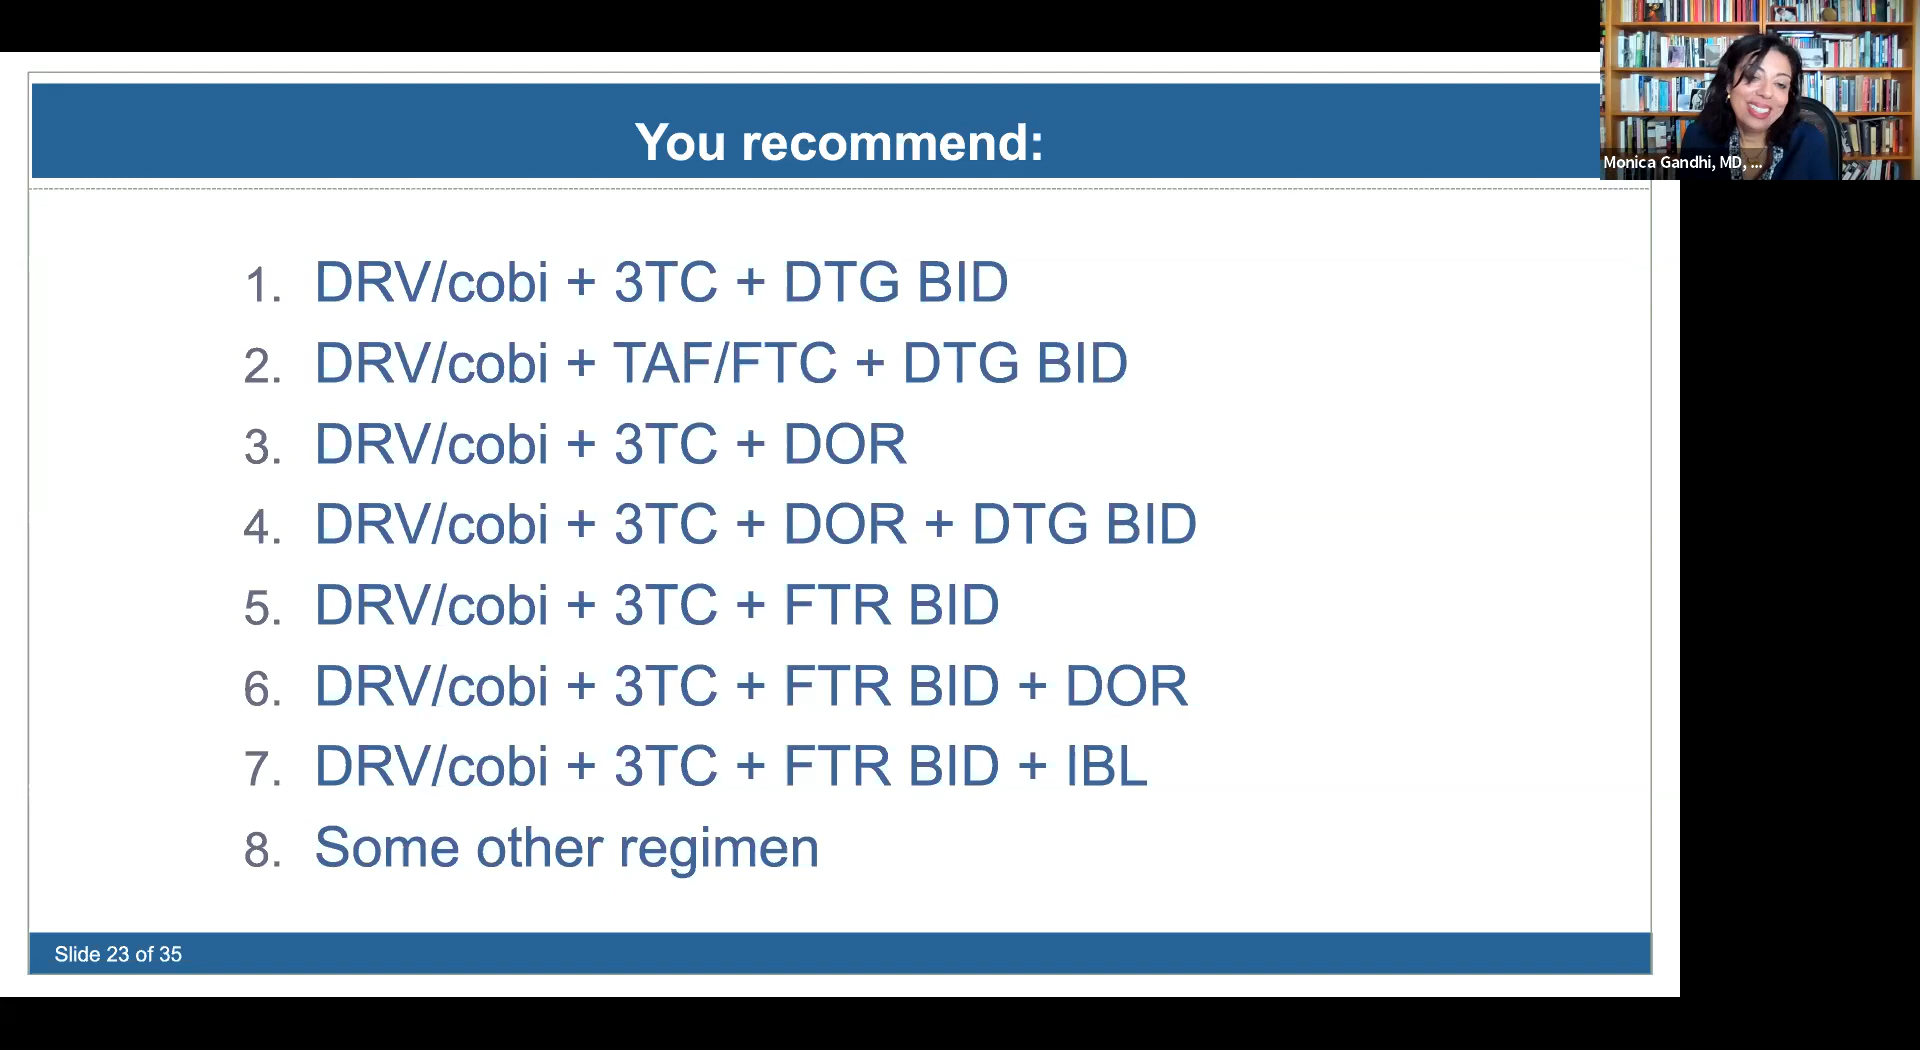 You recommend:
Monica Gandhi, MD, ...
1. DRV/cobi + 3TC + DTG BID
2. DRV/cobi + TAF/FTC + DTG BID
3. DRV/cobi + 3TC + DOR
4. DRV/cobi + 3TC + DOR + DTG BID
5. DRV/cobi + 3TC + FTR BID
6. DRV/cobi + 3TC + FTR BID + DOR
7. DRV/cobi + 3TC + FTR BID + IBL
8. Some other regimen
Slide 23 of 35